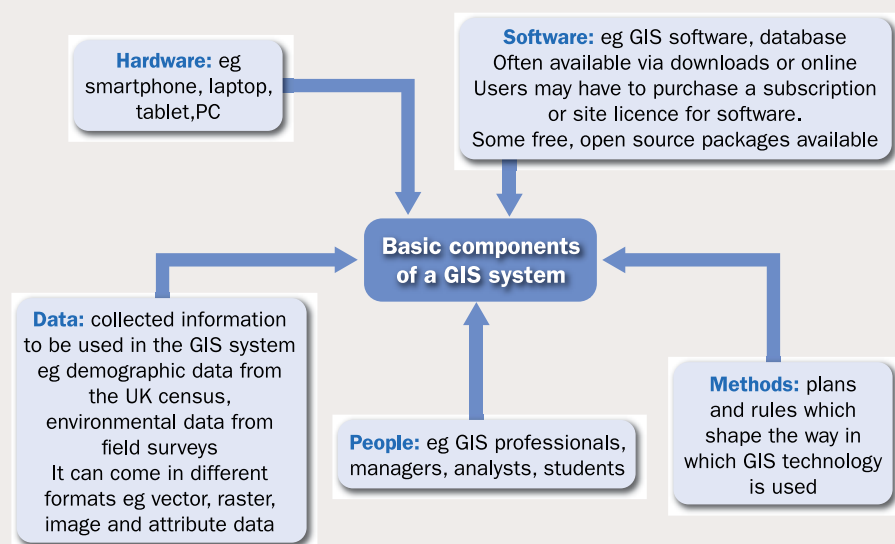 Hardware: eg
smartphone, laptop,
tablet,PC
Software: eg GIS software, database
Often available via downloads or online
Users may have to purchase a subscription
or site licence for software.
Some free, open source packages available
Basic components
of a GIS system
Data: collected information
to be used in the GIS system
eg demographic data from
the UK census,
environmental data from
field surveys
It can come in different
formats eg vector, raster,
image and attribute data
People: eg GIS professionals,
managers, analysts, students
Methods: plans
and rules which
shape the way in
which GIS technology
is used